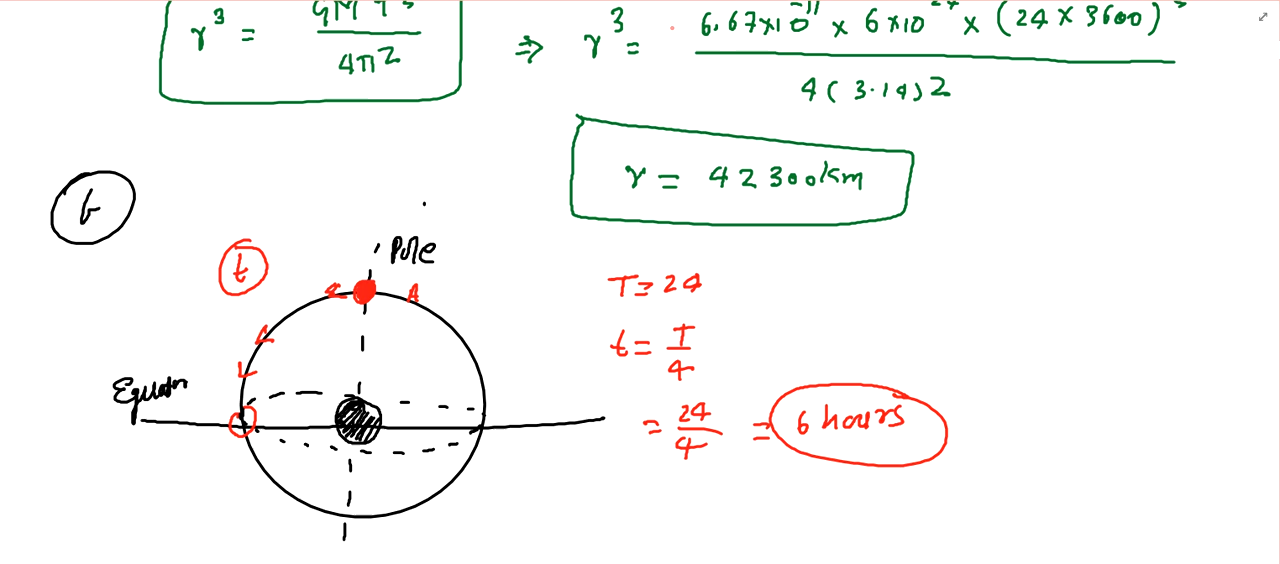 r³ = GMT² / 4π2 ⇒ r³ = 6.67×10⁻¹¹ × 6×10²⁴ × (24 × 3600)² / 4(3.14)2
r = 42300km
b
Pole
t
T = 24
t = T / 4
Equator
= 24 / 4 = 6 hours